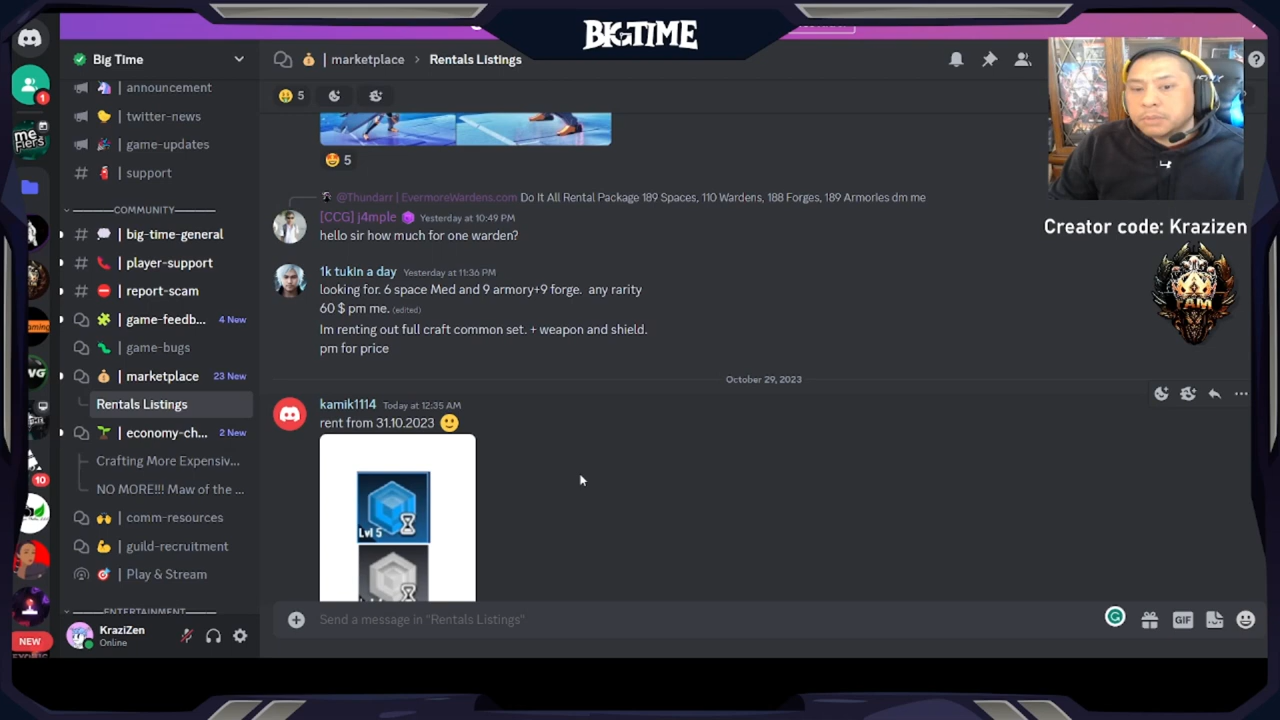 BIGTIME
Big Time
| marketplace > Rentals Listings
| announcement
| twitter-news
| game-updates
| support
COMMUNITY
| big-time-general
| player-support
| report-scam
| game-feedb... 4 New
| game-bugs
| marketplace 23 New
Rentals Listings
| economy-ch... 2 New
Crafting More Expensiv...
NO MORE!!! Maw of the ...
| comm-resources
| guild-recruitment
| Play & Stream
ENTERTAINMENT
KraziZen
Online
1
10
NEW
5
5
@Thundarr | EvermoreWardens.com Do It All Rental Package 189 Spaces, 110 Wardens, 188 Forges, 189 Armories dm me
[CCG] j4mple Yesterday at 10:49 PM
hello sir how much for one warden?
1k tukin a day Yesterday at 11:36 PM
looking for. 6 space Med and 9 armory+9 forge. any rarity
60 $ pm me. (edited)
Im renting out full craft common set. + weapon and shield.
pm for price
October 29, 2023
kamik1114 Today at 12:35 AM
rent from 31.10.2023
Lvl 5
Send a message in "Rentals Listings"
GIF
Creator code: Krazizen